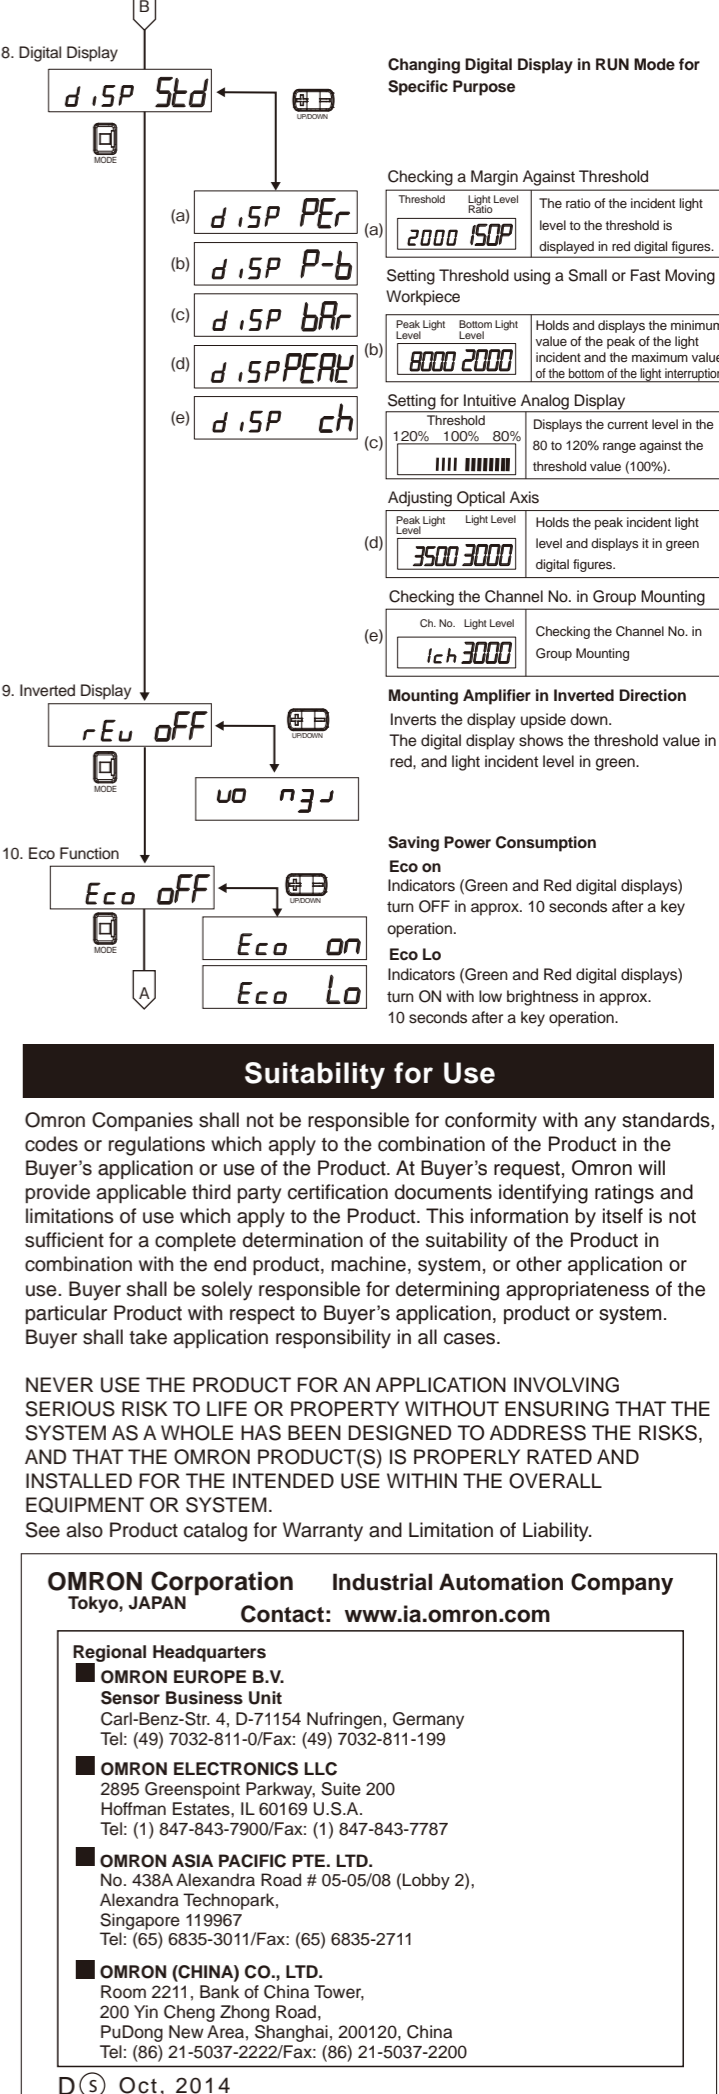 B
8. Digital Display
diSP Std
UP/DOWN
MODE
Changing Digital Display in RUN Mode for
Specific Purpose
(a) diSP PEr
(b) diSP P-b
(c) diSP bAr
(d) diSPPEAK
(e) diSP ch
Checking a Margin Against Threshold
(a)
Threshold Light Level
Ratio
2000 150P
The ratio of the incident light
level to the threshold is
displayed in red digital figures.
Setting Threshold using a Small or Fast Moving
Workpiece
(b)
Peak Light Bottom Light
Level Level
8000 2000
Holds and displays the minimum
value of the peak of the light
incident and the maximum value
of the bottom of the light interruption
Setting for Intuitive Analog Display
(c)
Threshold
120% 100% 80%
Displays the current level in the
80 to 120% range against the
threshold value (100%).
Adjusting Optical Axis
(d)
Peak Light Light Level
Level
3500 3000
Holds the peak incident light
level and displays it in green
digital figures.
Checking the Channel No. in Group Mounting
(e)
Ch. No. Light Level
1ch 3000
Checking the Channel No. in
Group Mounting
9. Inverted Display
rEv oFF
UP/DOWN
MODE
rEv on
Mounting Amplifier in Inverted Direction
Inverts the display upside down.
The digital display shows the threshold value in
red, and light incident level in green.
10. Eco Function
Eco oFF
UP/DOWN
MODE
Eco on
Eco Lo
A
Saving Power Consumption
Eco on
Indicators (Green and Red digital displays)
turn OFF in approx. 10 seconds after a key
operation.
Eco Lo
Indicators (Green and Red digital displays)
turn ON with low brightness in approx.
10 seconds after a key operation.
Suitability for Use
Omron Companies shall not be responsible for conformity with any standards,
codes or regulations which apply to the combination of the Product in the
Buyer’s application or use of the Product. At Buyer’s request, Omron will
provide applicable third party certification documents identifying ratings and
limitations of use which apply to the Product. This information by itself is not
sufficient for a complete determination of the suitability of the Product in
combination with the end product, machine, system, or other application or
use. Buyer shall be solely responsible for determining appropriateness of the
particular Product with respect to Buyer’s application, product or system.
Buyer shall take application responsibility in all cases.
NEVER USE THE PRODUCT FOR AN APPLICATION INVOLVING
SERIOUS RISK TO LIFE OR PROPERTY WITHOUT ENSURING THAT THE
SYSTEM AS A WHOLE HAS BEEN DESIGNED TO ADDRESS THE RISKS,
AND THAT THE OMRON PRODUCT(S) IS PROPERLY RATED AND
INSTALLED FOR THE INTENDED USE WITHIN THE OVERALL
EQUIPMENT OR SYSTEM.
See also Product catalog for Warranty and Limitation of Liability.
OMRON Corporation Industrial Automation Company
Tokyo, JAPAN
Contact: www.ia.omron.com
Regional Headquarters
OMRON EUROPE B.V.
Sensor Business Unit
Carl-Benz-Str. 4, D-71154 Nufringen, Germany
Tel: (49) 7032-811-0/Fax: (49) 7032-811-199
OMRON ELECTRONICS LLC
2895 Greenspoint Parkway, Suite 200
Hoffman Estates, IL 60169 U.S.A.
Tel: (1) 847-843-7900/Fax: (1) 847-843-7787
OMRON ASIA PACIFIC PTE. LTD.
No. 438A Alexandra Road # 05-05/08 (Lobby 2),
Alexandra Technopark,
Singapore 119967
Tel: (65) 6835-3011/Fax: (65) 6835-2711
OMRON (CHINA) CO., LTD.
Room 2211, Bank of China Tower,
200 Yin Cheng Zhong Road,
PuDong New Area, Shanghai, 200120, China
Tel: (86) 21-5037-2222/Fax: (86) 21-5037-2200
D(S) Oct, 2014